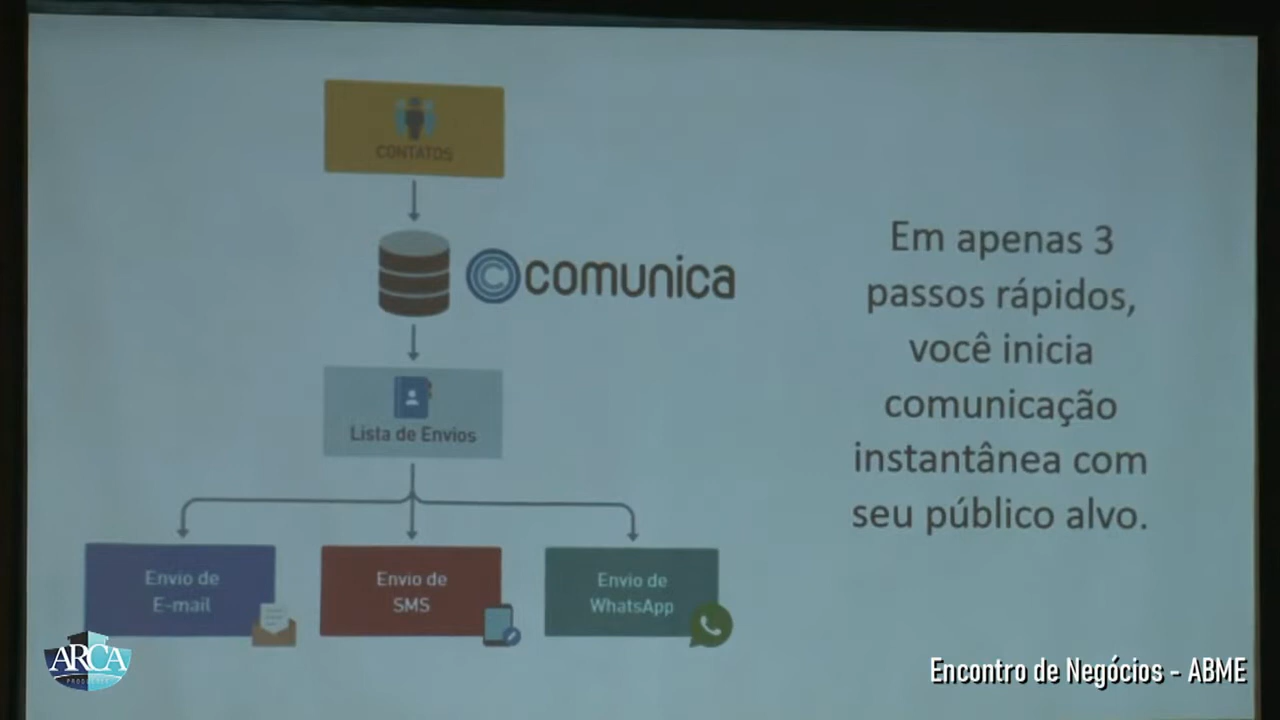 CONTATOS
comunica
Lista de Envios
Envio de
E-mail
Envio de
SMS
Envio de
WhatsApp
Em apenas 3
passos rápidos,
você inicia
comunicação
instantânea com
seu público alvo.
ARCA
PRODUÇÕES
Encontro de Negócios - ABME